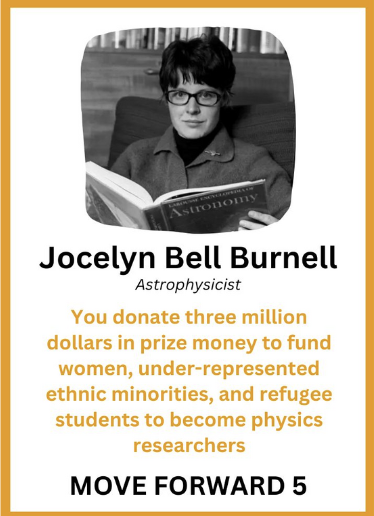 Astronomy
Jocelyn Bell Burnell
Astrophysicist
You donate three million
dollars in prize money to fund
women, under-represented
ethnic minorities, and refugee
students to become physics
researchers
MOVE FORWARD 5